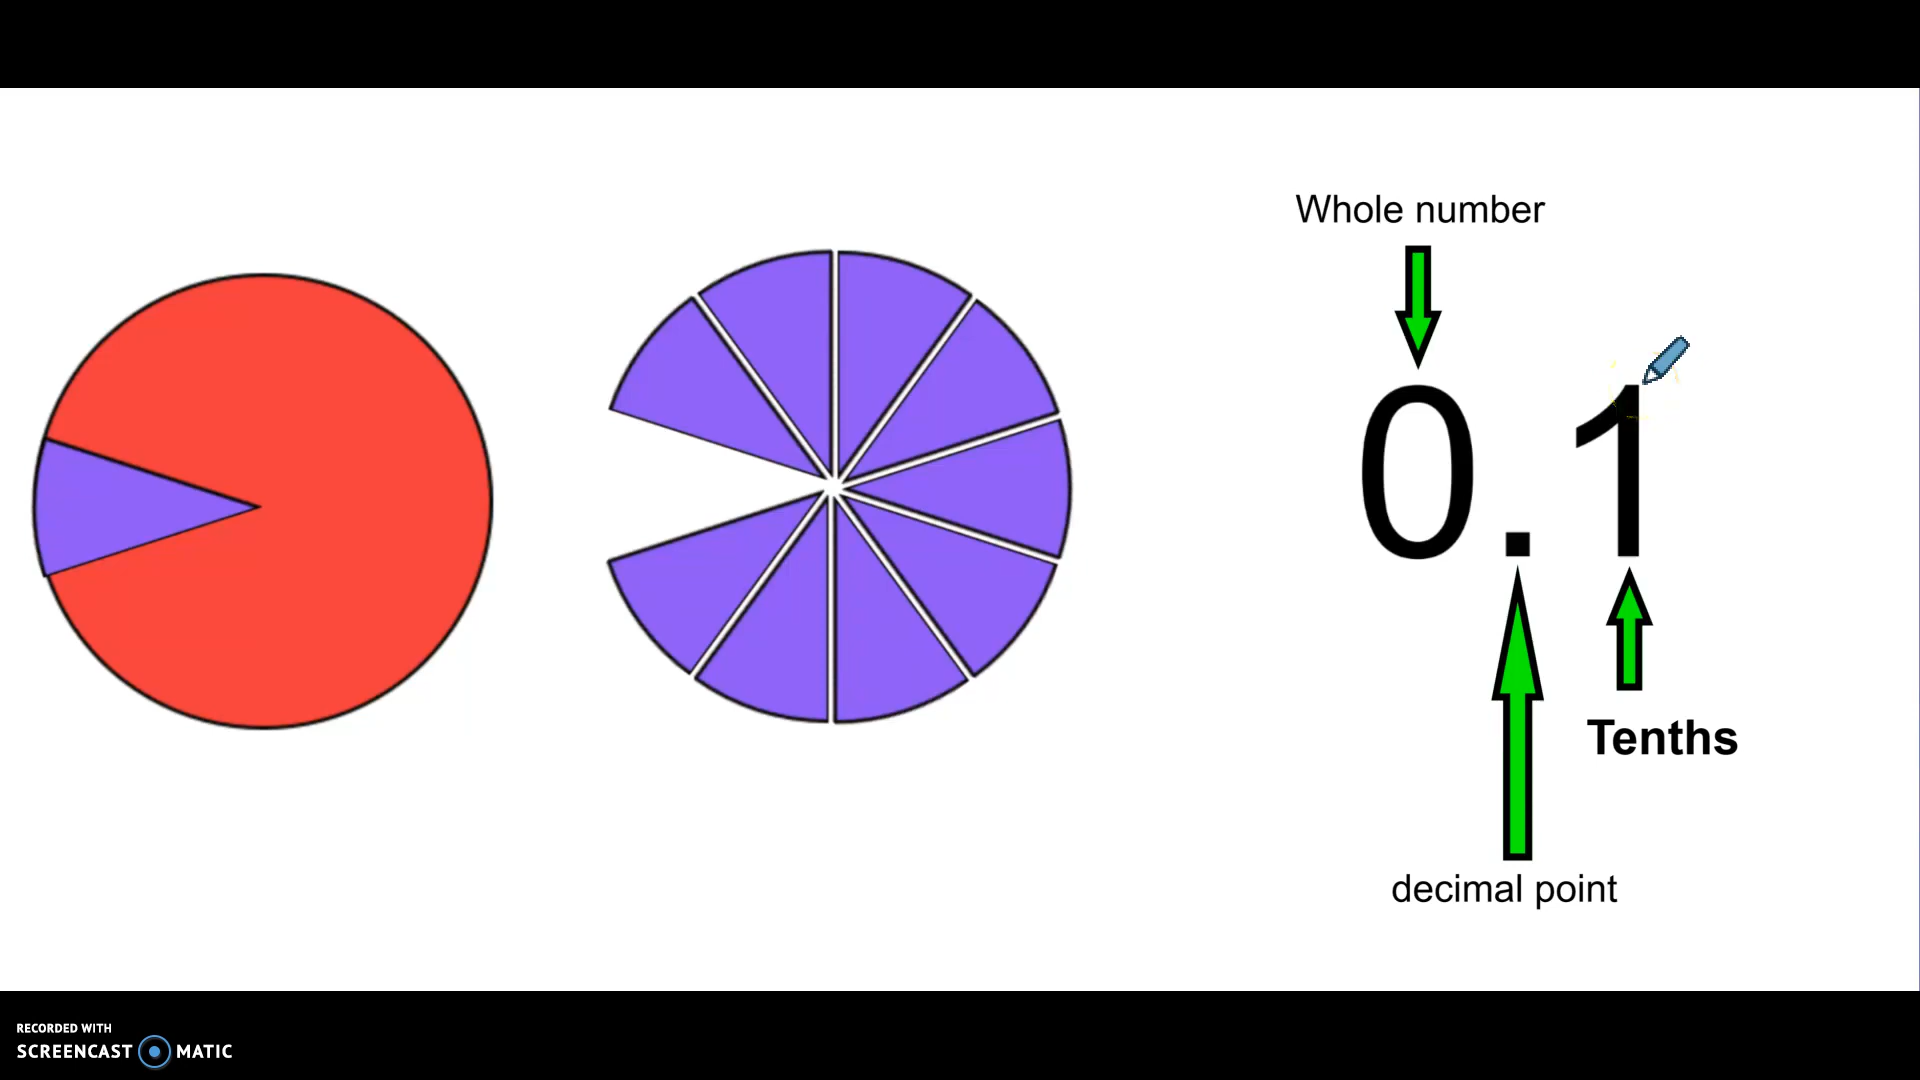 Whole number
0.1
Tenths
decimal point
RECORDED WITH
SCREENCAST MATIC